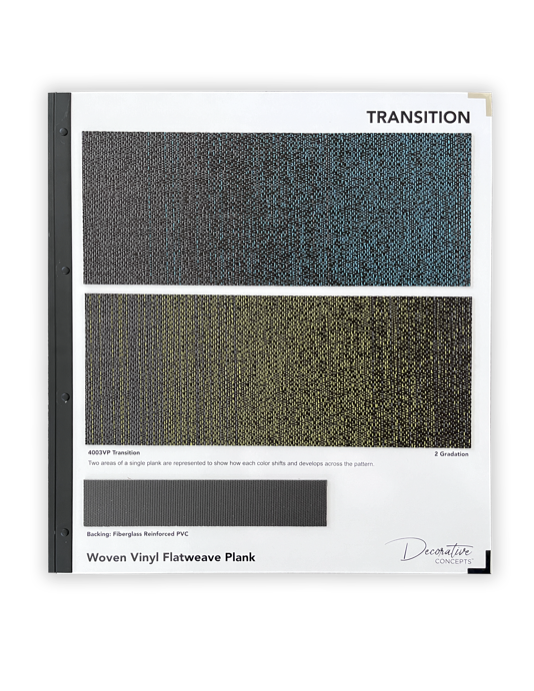 TRANSITION
4003VP Transition
2 Gradation
Two areas of a single plank are represented to show how each color shifts and develops across the pattern.
Backing: Fiberglass Reinforced PVC
Woven Vinyl Flatweave Plank
Decorative
CONCEPTS